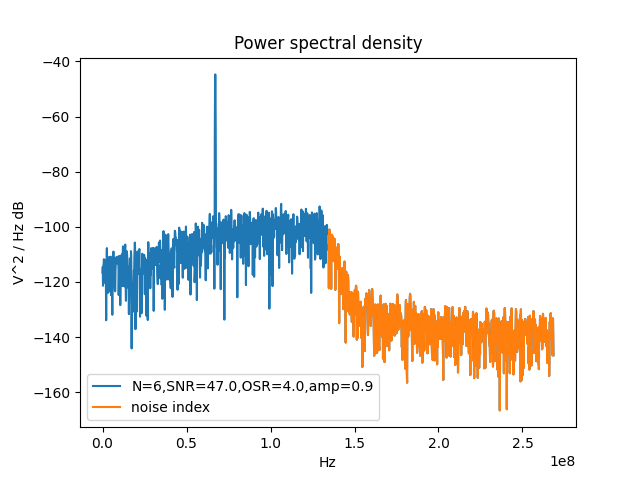 Power spectral density
−40
−60
−80
−100
−120
−140
−160
V^2 / Hz dB
N=6,SNR=47.0,OSR=4.0,amp=0.9
noise index
0.0 0.5 1.0 1.5 2.0 2.5
1e8
Hz